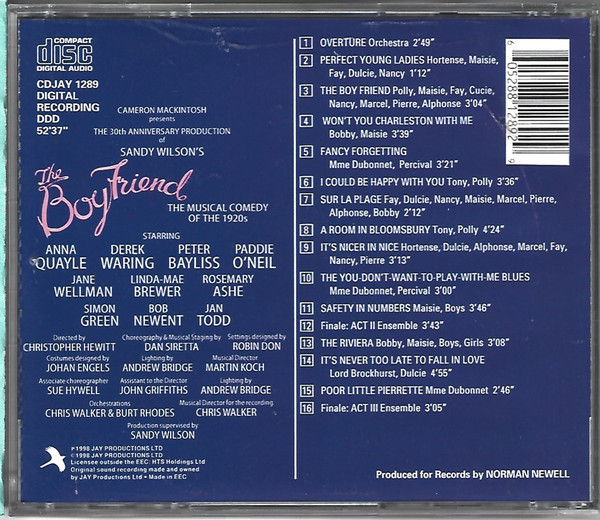 COMPACT
disc
DIGITAL AUDIO
CDJAY 1289
DIGITAL
RECORDING
DDD
52'37"
CAMERON MACKINTOSH
presents
THE 30th ANNIVERSARY PRODUCTION
of
SANDY WILSON'S
The
Boy Friend
THE MUSICAL COMEDY
OF THE 1920s
STARRING
ANNA QUAYLE DEREK WARING PETER BAYLISS PADDIE O'NEIL
JANE WELLMAN LINDA-MAE BREWER ROSEMARY ASHE
SIMON GREEN BOB NEWENT JAN TODD
Directed by Choreography & Musical Staging by Settings designed by
CHRISTOPHER HEWITT DAN SIRETTA ROBIN DON
Costumes designed by Lighting by Musical Director
JOHAN ENGELS ANDREW BRIDGE MARTIN KOCH
Associate choreographer Assistant to the Director Lighting by
SUE HYWELL JOHN GRIFFITHS ANDREW BRIDGE
Orchestrations Musical Director for the recording
CHRIS WALKER & BURT RHODES CHRIS WALKER
Production supervised by
SANDY WILSON
℗ 1998 JAY PRODUCTIONS LTD
© 1998 JAY PRODUCTIONS LTD
Licensee outside the EEC: HTS Holdings Ltd
Original sound recording made and owned
by JAY Productions Ltd • Made in EEC
1 OVERTURE Orchestra 2'49"
2 PERFECT YOUNG LADIES Hortense, Maisie,
Fay, Dulcie, Nancy 1'12"
3 THE BOY FRIEND Polly, Maisie, Fay, Cucie,
Nancy, Marcel, Pierre, Alphonse 3'04"
4 WON'T YOU CHARLESTON WITH ME
Bobby, Maisie 3'39"
5 FANCY FORGETTING
Mme Dubonnet, Percival 3'21"
6 I COULD BE HAPPY WITH YOU Tony, Polly 3'36"
7 SUR LA PLAGE Fay, Dulcie, Nancy, Maisie, Marcel, Pierre,
Alphonse, Bobby 2'12"
8 A ROOM IN BLOOMSBURY Tony, Polly 4'24"
9 IT'S NICER IN NICE Hortense, Dulcie, Alphonse, Marcel, Fay,
Nancy, Pierre 3'13"
10 THE YOU-DON'T-WANT-TO-PLAY-WITH-ME BLUES
Mme Dubonnet, Percival 3'00"
11 SAFETY IN NUMBERS Maisie, Boys 3'46"
12 Finale: ACT II Ensemble 3'43"
13 THE RIVIERA Bobby, Maisie, Boys, Girls 3'08"
14 IT'S NEVER TOO LATE TO FALL IN LOVE
Lord Brockhurst, Dulcie 4'55"
15 POOR LITTLE PIERRETTE Mme Dubonnet 2'46"
16 Finale: ACT III Ensemble 3'05"
6 05288 12892 9
Produced for Records by NORMAN NEWELL